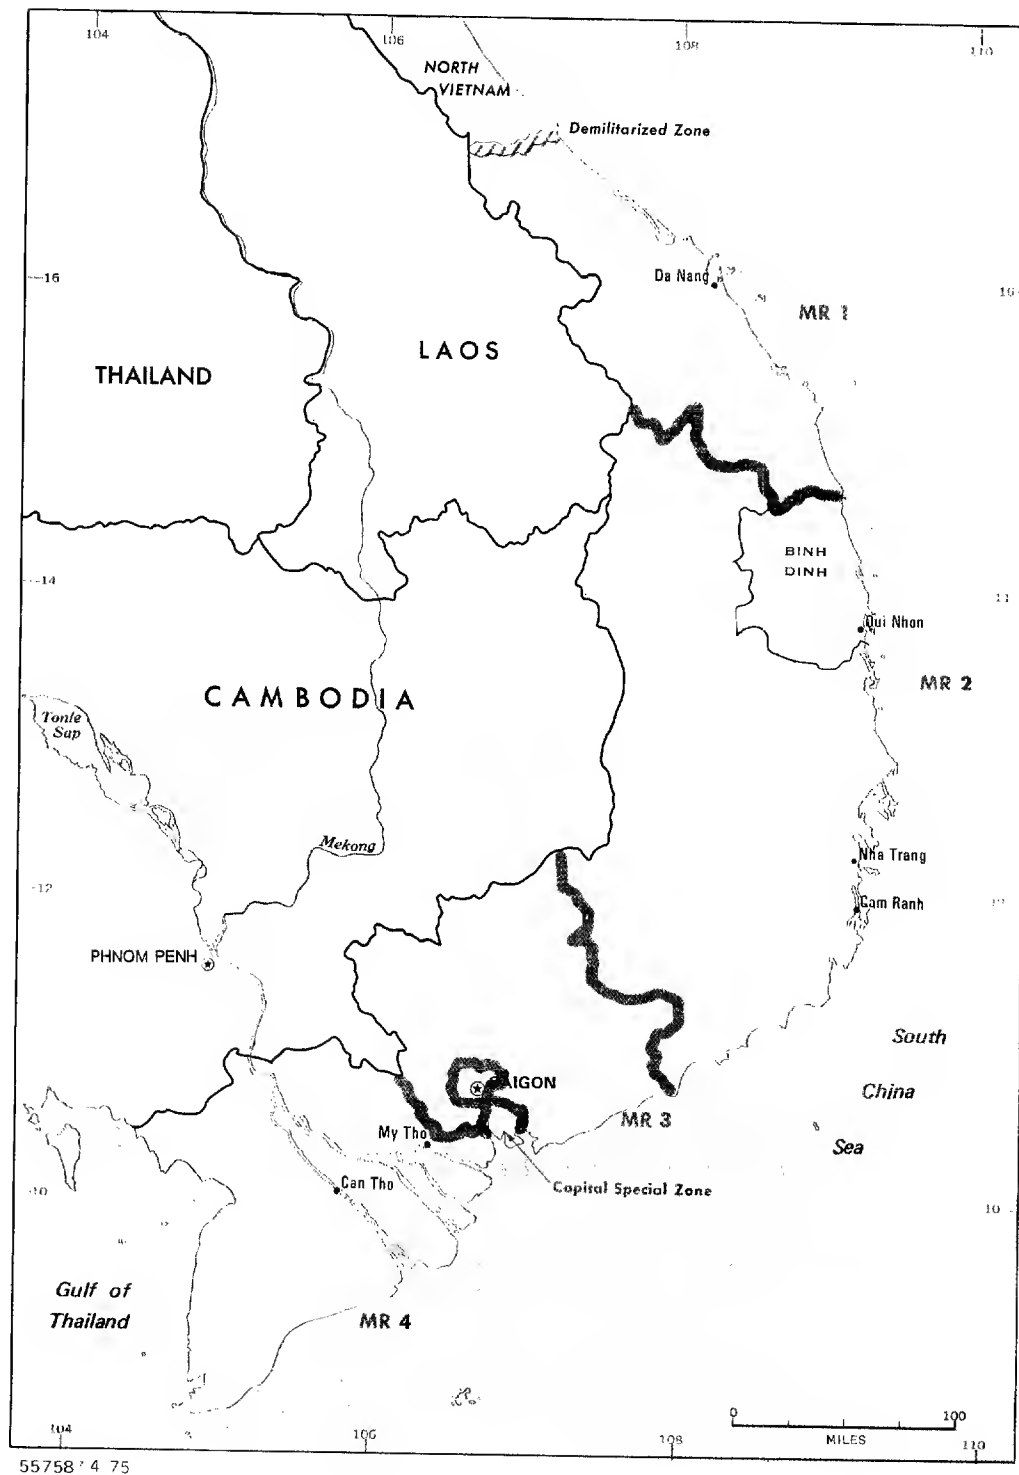 104
106
108
110
NORTH
VIETNAM
Demilitarized Zone
16
Da Nang
16
MR 1
LAOS
THAILAND
BINH
DINH
14
Qui Nhon
MR 2
CAMBODIA
Tonle
Sap
Mekong
Nha Trang
12
Cam Ranh
12
PHNOM PENH
South
China
Sea
SAIGON
MR 3
My Tho
Can Tho
Capital Special Zone
10
10
Gulf of
Thailand
MR 4
0
100
MILES
104
106
108
110
55758 4 75